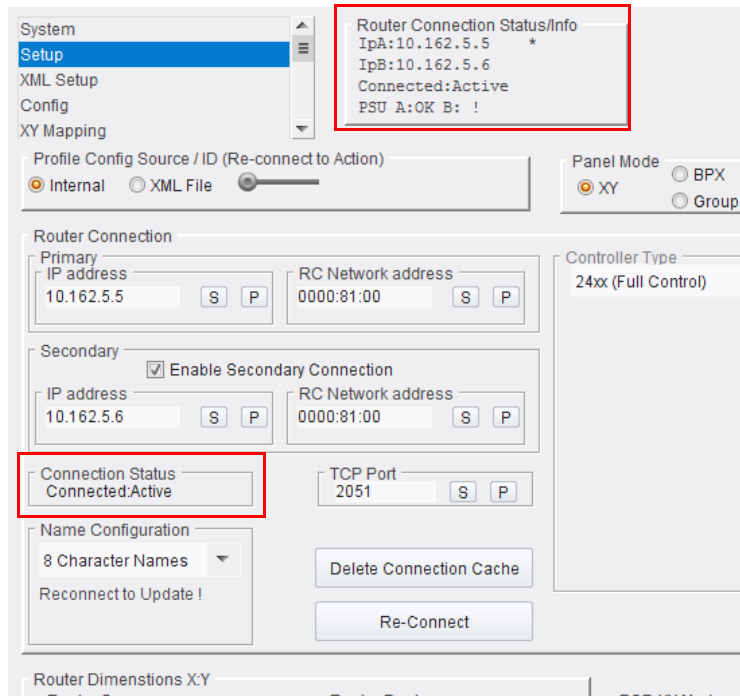 System
Setup
XML Setup
Config
XY Mapping
Router Connection Status/Info
IpA:10.162.5.5 *
IpB:10.162.5.6
Connected:Active
PSU A:OK B: !
Profile Config Source / ID (Re-connect to Action)
Internal XML File
Panel Mode
XY
BPX
Group
Router Connection
Primary
IP address
10.162.5.5 S P
RC Network address
0000:81:00 S P
Controller Type
24xx (Full Control)
Secondary
Enable Secondary Connection
IP address
10.162.5.6 S P
RC Network address
0000:81:00 S P
Connection Status
Connected:Active
TCP Port
2051 S P
Name Configuration
8 Character Names
Reconnect to Update !
Delete Connection Cache
Re-Connect
Router Dimenstions X:Y